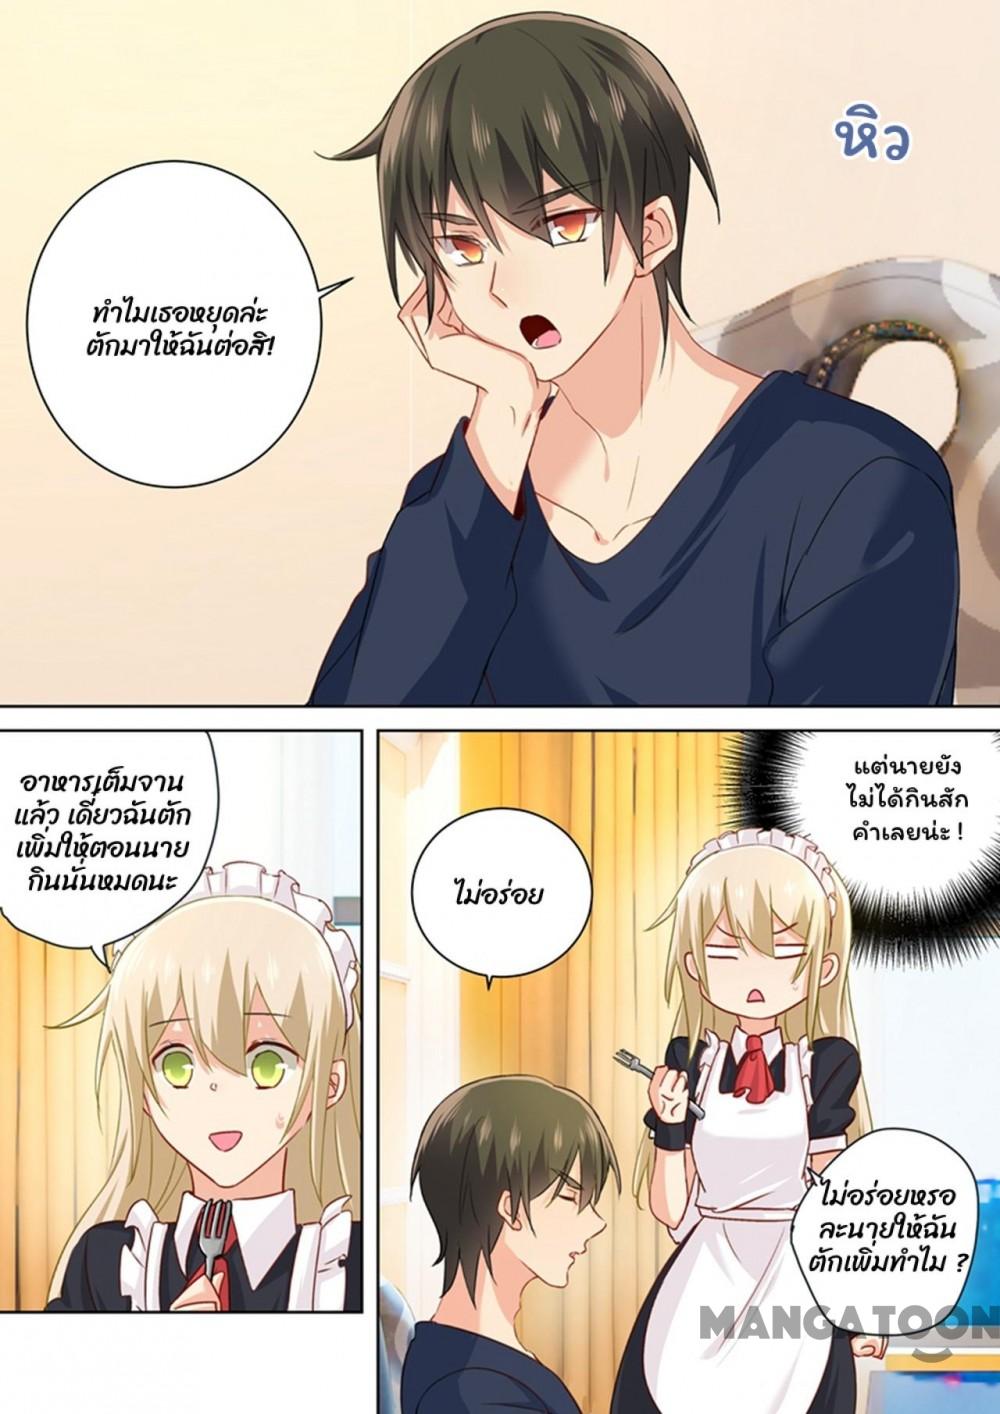 หิว
ทำไมเธอหยุดล่ะ
ตักมาให้ฉันต่อสิ!
อาหารเต็มจาน
แล้ว เดี๋ยวฉันตัก
เพิ่มให้ตอนนาย
กินนั่นหมดนะ
แต่นายยัง
ไม่ได้กินสัก
คำเลยน่ะ !
ไม่อร่อย
ไม่อร่อยหรอ
ละนายให้ฉัน
ตักเพิ่มทำไม ?
MANGATOON